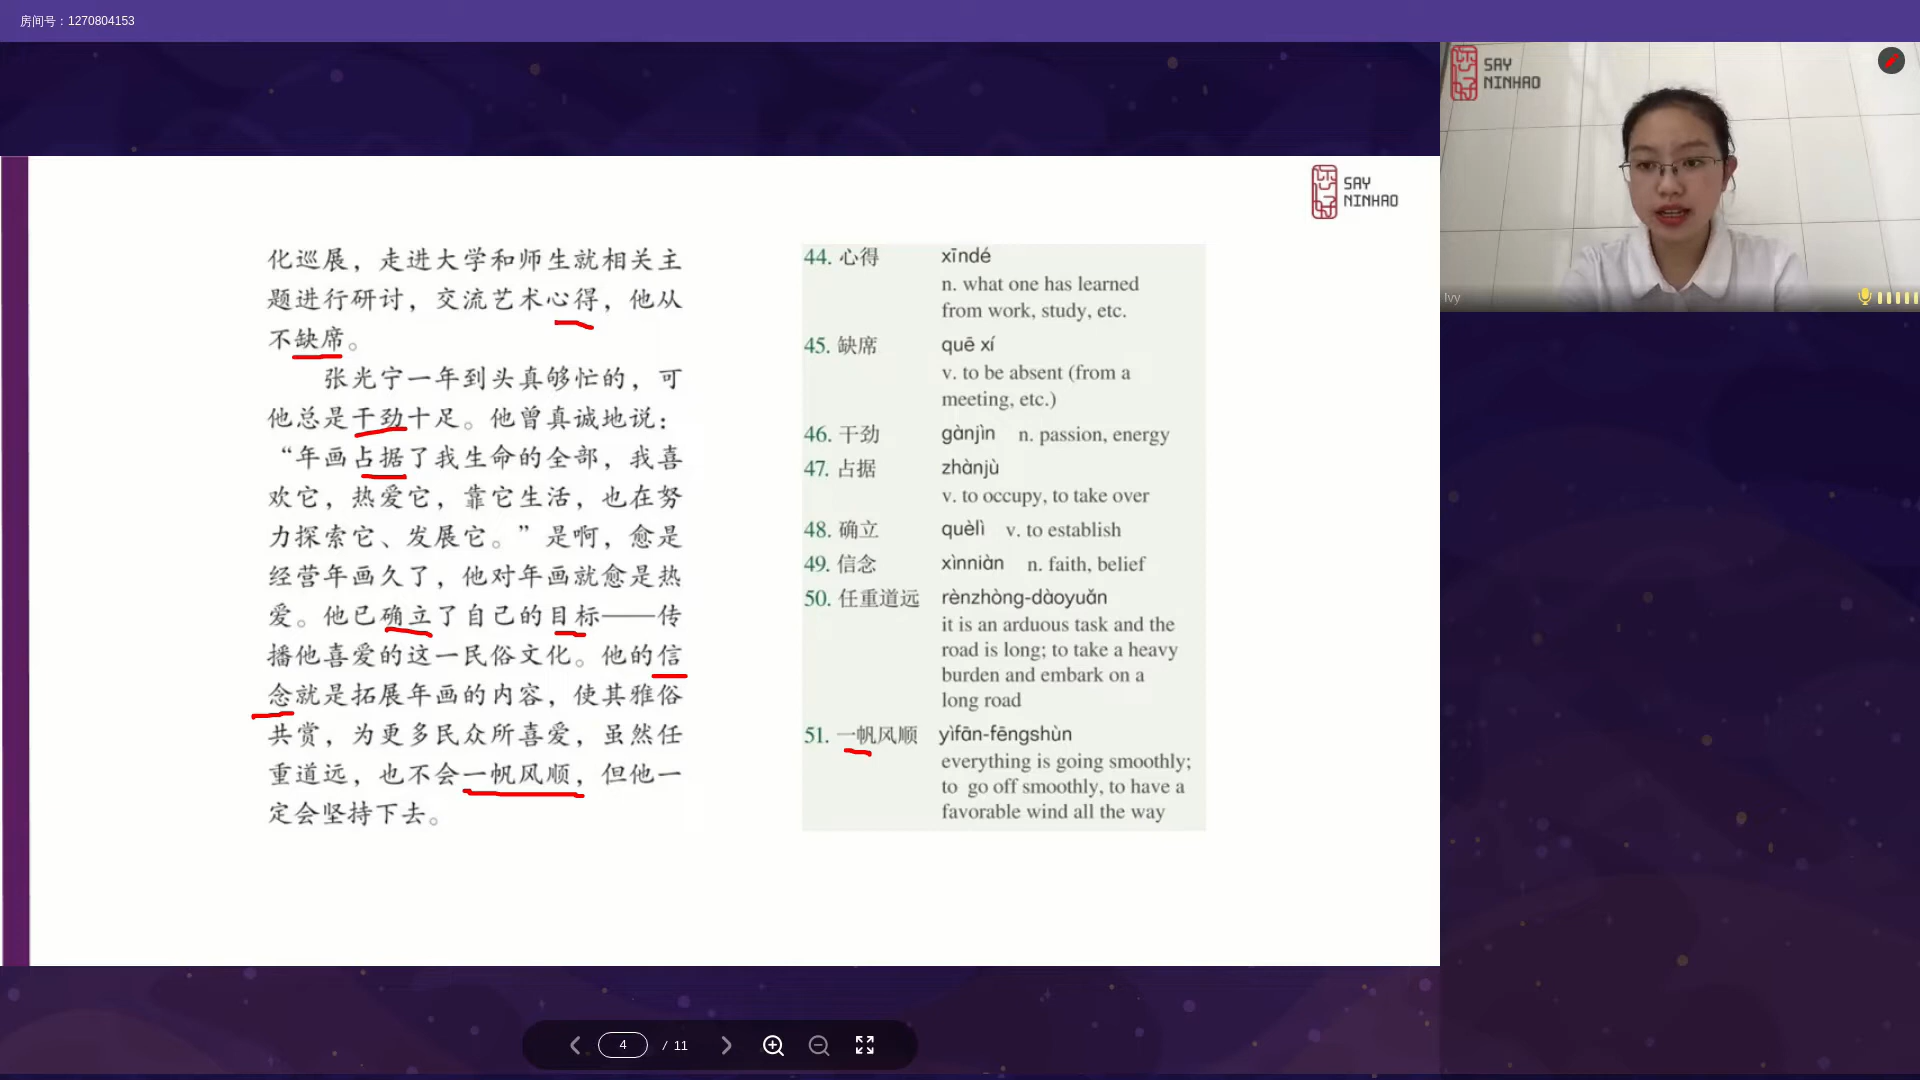 房间号：1270804153
SAY
NINHAO
Ivy
SAY
NINHAO
化巡展，走进大学和师生就相关主
题进行研讨，交流艺术心得，他从
不缺席。
张光宁一年到头真够忙的，可
他总是干劲十足。他曾真诚地说：
“年画占据了我生命的全部，我喜
欢它，热爱它，靠它生活，也在努
力探索它、发展它。”是啊，愈是
经营年画久了，他对年画就愈是热
爱。他已确立了自己的目标——传
播他喜爱的这一民俗文化。他的信
念就是拓展年画的内容，使其雅俗
共赏，为更多民众所喜爱，虽然任
重道远，也不会一帆风顺，但他一
定会坚持下去。
44. 心得 xīndé
n. what one has learned
from work, study, etc.
45. 缺席 quē xí
v. to be absent (from a
meeting, etc.)
46. 干劲 gànjìn n. passion, energy
47. 占据 zhànjù
v. to occupy, to take over
48. 确立 quèlì v. to establish
49. 信念 xìnniàn n. faith, belief
50. 任重道远 rènzhòng-dàoyuǎn
it is an arduous task and the
road is long; to take a heavy
burden and embark on a
long road
51. 一帆风顺 yìfān-fēngshùn
everything is going smoothly;
to go off smoothly, to have a
favorable wind all the way
4 / 11